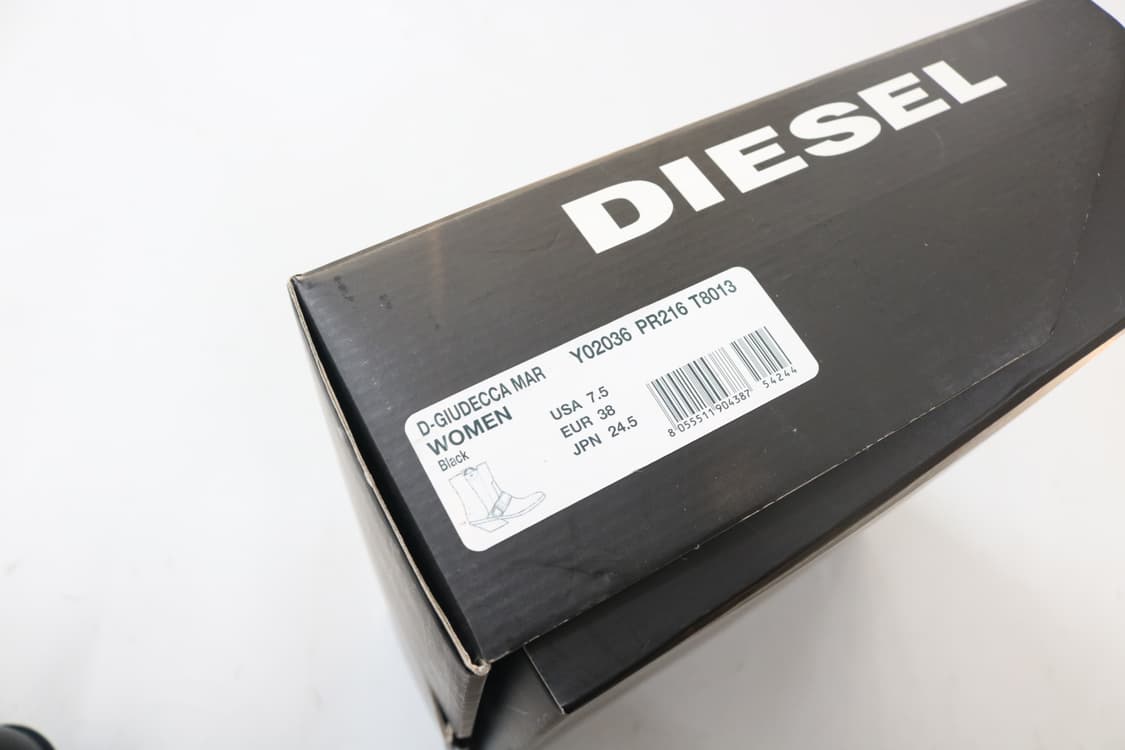 DIESEL
D-GIUDECCA MAR Y02036 PR216 T8013
WOMEN
Black
USA 7.5
EUR 38
JPN 24.5
8 055511 904387 54244